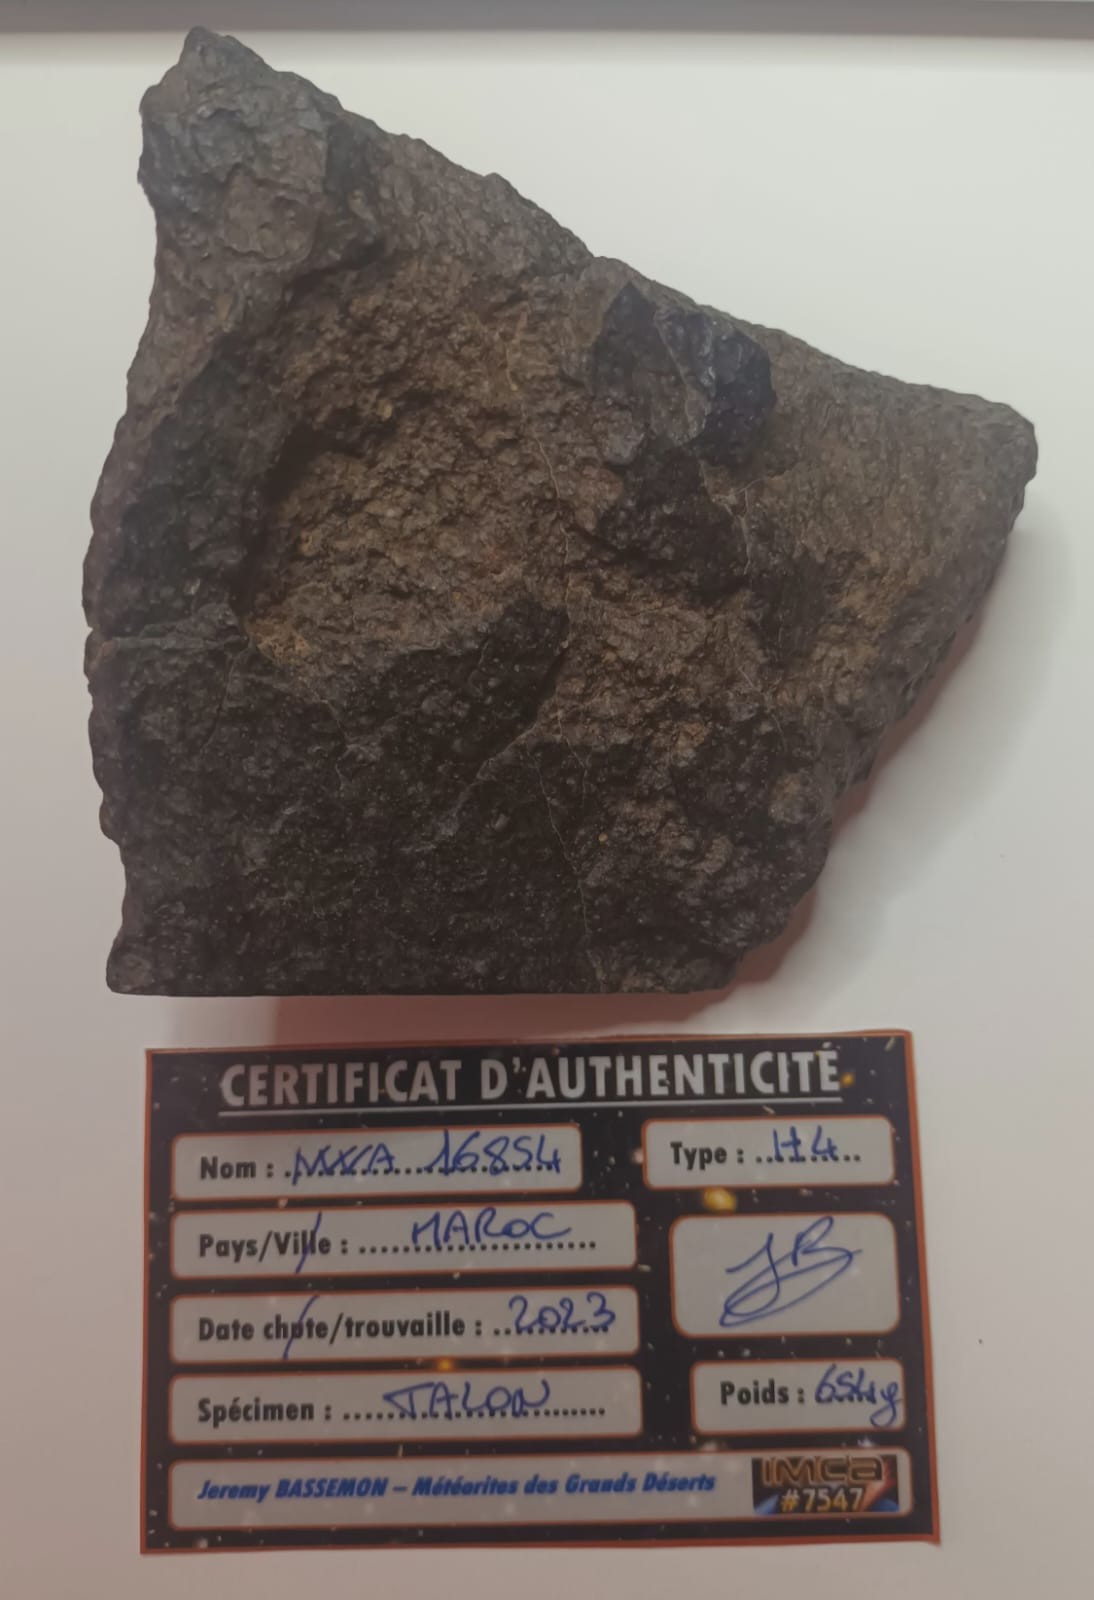 CERTIFICAT D'AUTHENTICITÉ
Nom : NWA 16854
Type : H4
Pays/Ville : MAROC
Date chute/trouvaille : 2023
JB
Spécimen : TALON
Poids : 654g
Jeremy BASSEMON – Météorites des Grands Déserts
IMCA
#7547